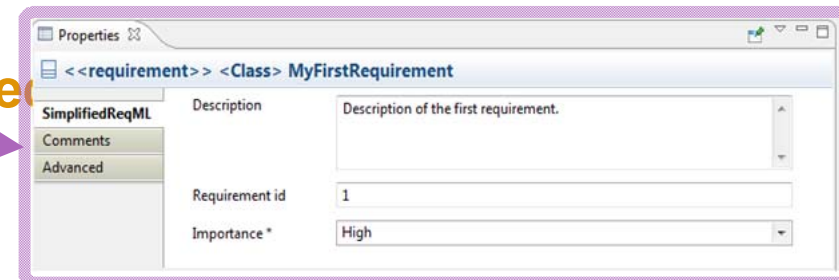 Properties
<<requirement>> <Class> MyFirstRequirement
SimplifiedReqML
Comments
Advanced
Description
Description of the first requirement.
Requirement id
1
Importance *
High